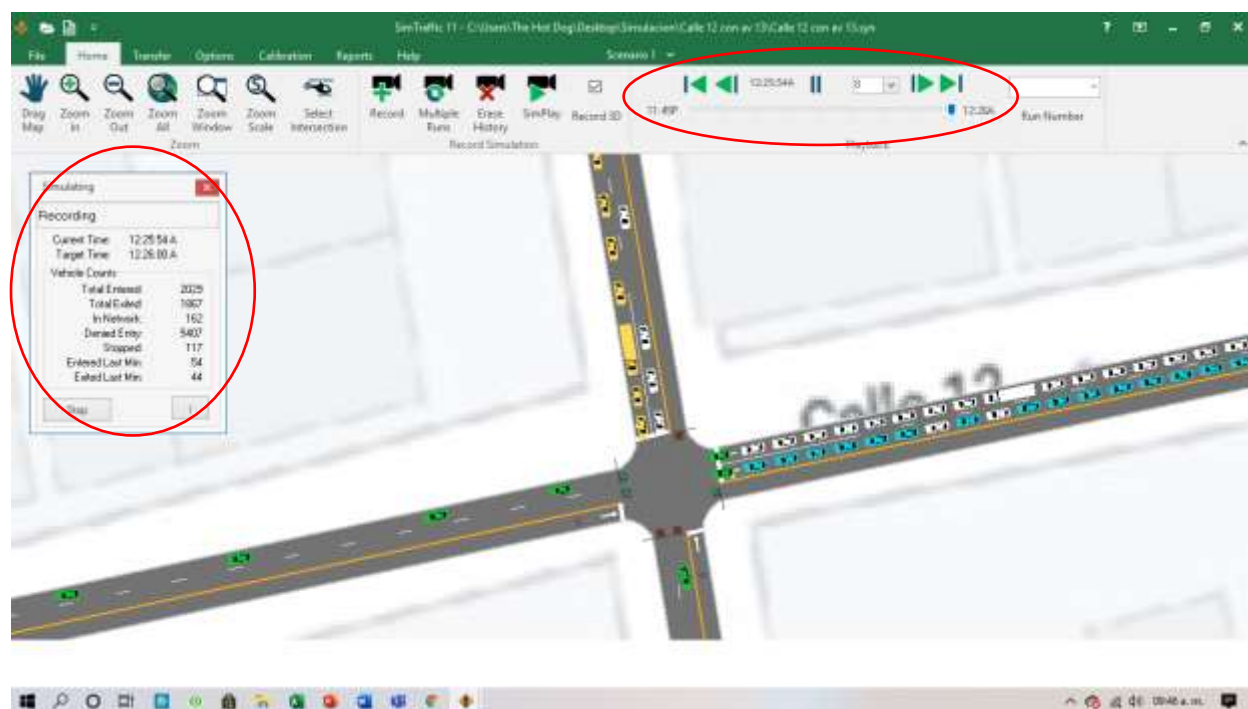 SimTraffic 11 - C:\Users\The Hot Dog\Desktop\Simulacion\Calle 12 con av 13\Calle 12 con av 13.syn
File Home Transfer Options Calibration Reports Help Scenario 1
Drag Map
Zoom In
Zoom Out
Zoom All
Zoom Window
Zoom Scale
Select Intersection
Record
Multiple Runs
Erase History
SimPlay
Record 3D
12:25:54A
8
11:49P
12:26A
Run Number
Zoom
Record Simulation
Playback
Simulating
Recording
Current Time: 12:25:54 A
Target Time: 12:26:00 A
Vehicle Counts
Total Entered: 2029
Total Exited: 1867
In Network: 162
Denied Entry: 9407
Stopped: 117
Entered Last Min: 54
Exited Last Min: 44
Stop
Calle 12
09:46 a. m.